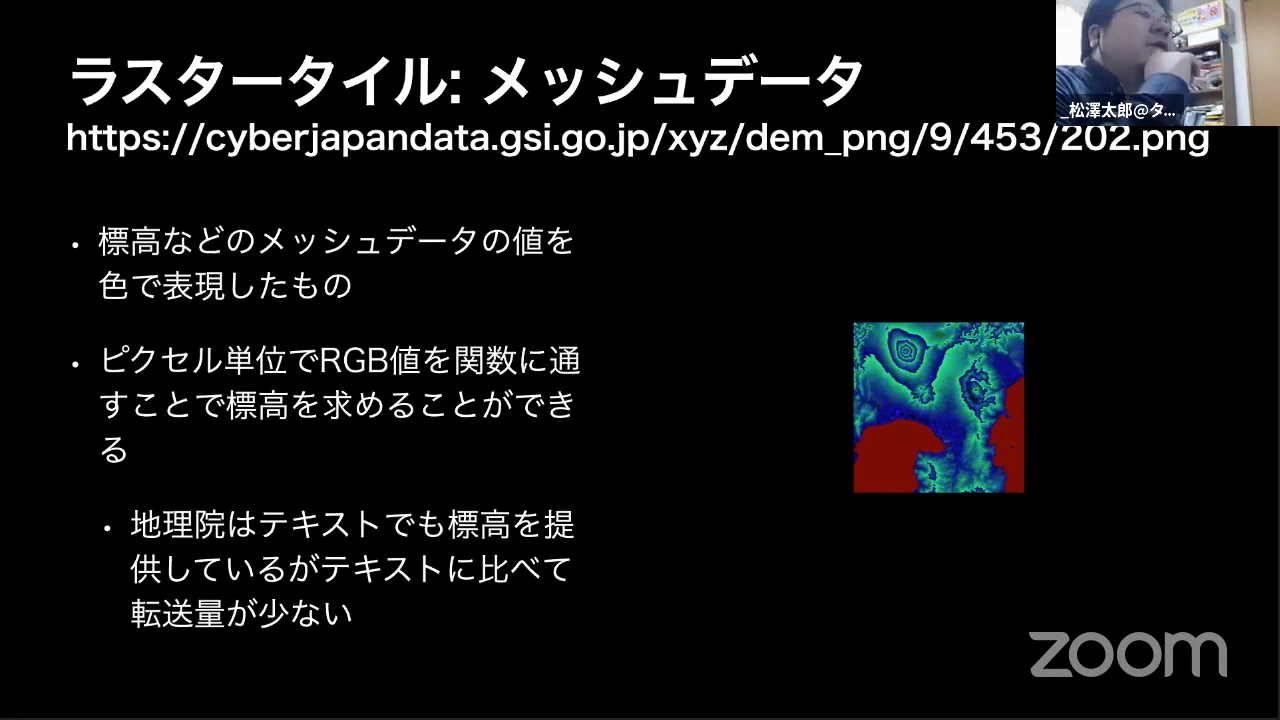 ラスタータイル: メッシュデータ
https://cyberjapandata.gsi.go.jp/xyz/dem_png/9/453/202.png
_松澤太郎@タ...
・標高などのメッシュデータの値を
色で表現したもの
・ピクセル単位でRGB値を関数に通
すことで標高を求めることができ
る
・地理院はテキストでも標高を提
供しているがテキストに比べて
転送量が少ない
zoom